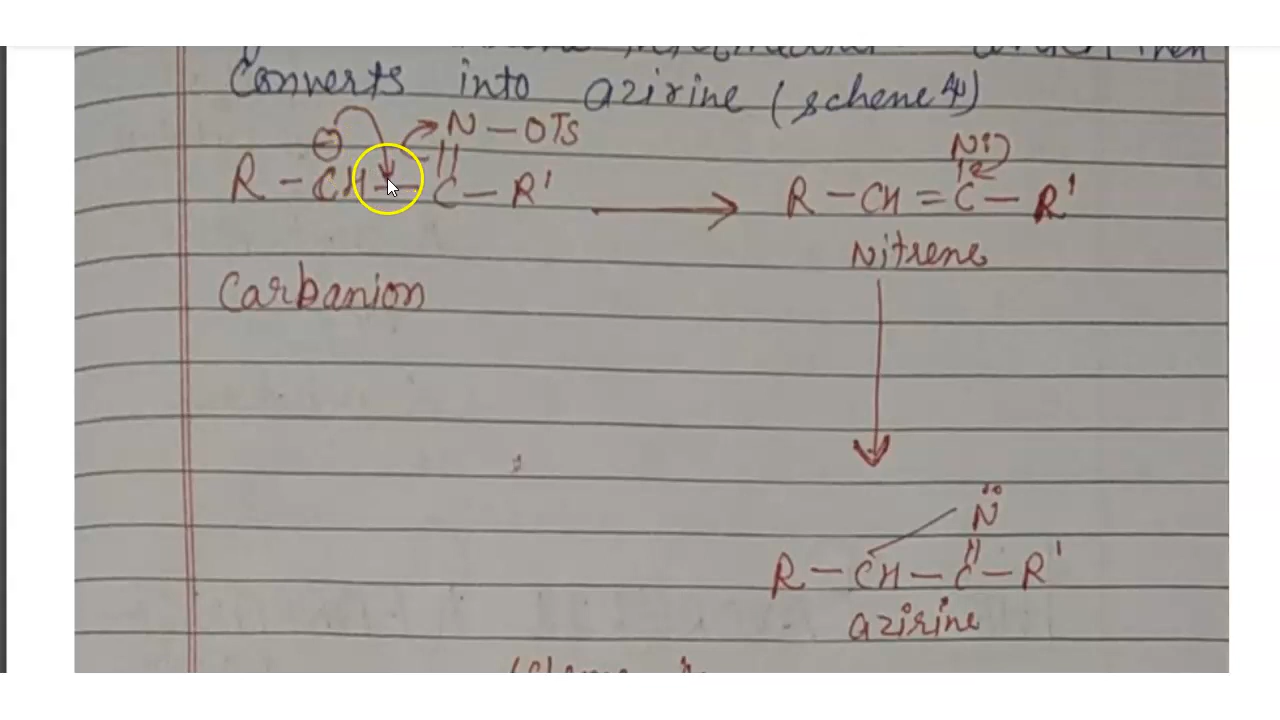 Converts into azirine (scheme 4)
⊖ N — OTs
R — CH — C — R'
N:
R — CH = C — R'
Nitrene
Carbanion
N̈
R — CH — C — R'
azirine